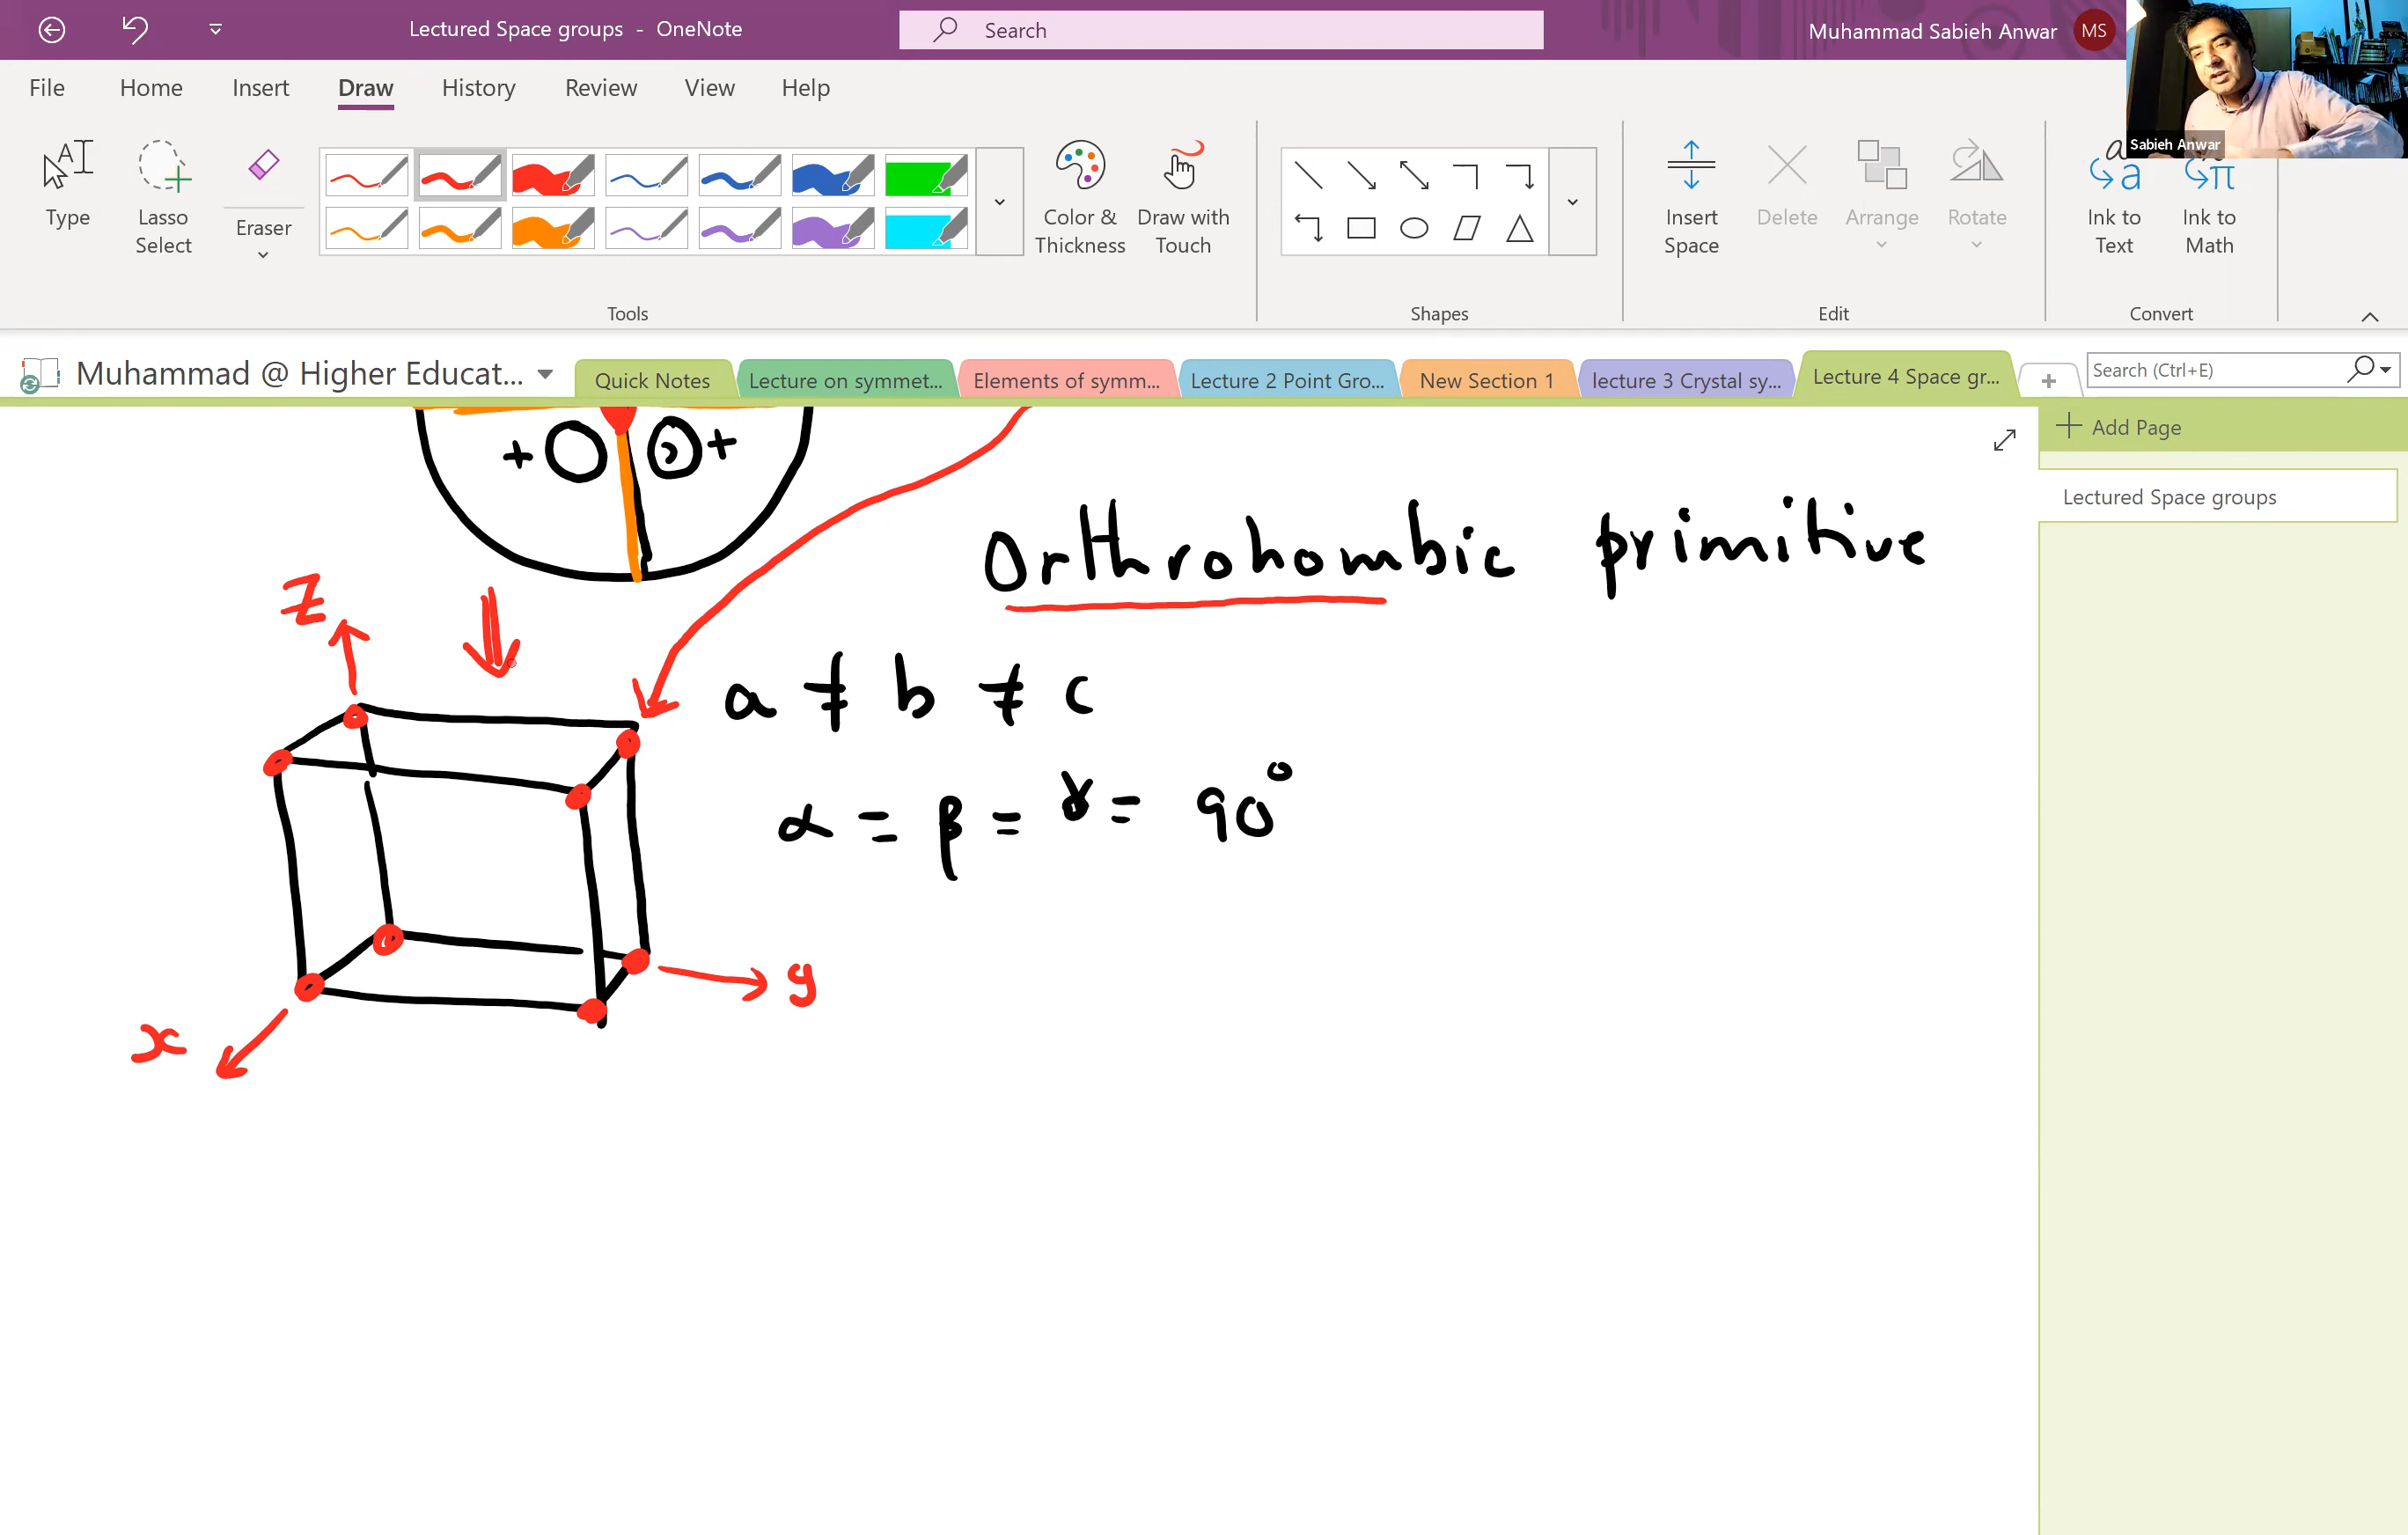 Lectured Space groups - OneNote
Search
Muhammad Sabieh Anwar
MS
Sabieh Anwar
File Home Insert Draw History Review View Help
Type
Lasso Select
Eraser
Color & Thickness
Draw with Touch
Insert Space
Delete
Arrange
Rotate
Ink to Text
Ink to Math
Tools
Shapes
Edit
Convert
Muhammad @ Higher Educat...
Quick Notes
Lecture on symmet...
Elements of symm...
Lecture 2 Point Gro...
New Section 1
lecture 3 Crystal sy...
Lecture 4 Space gr...
Search (Ctrl+E)
Add Page
Lectured Space groups
+ , +
Orthrohombic primitive
z
a ≠ b ≠ c
α = β = γ = 90°
y
x